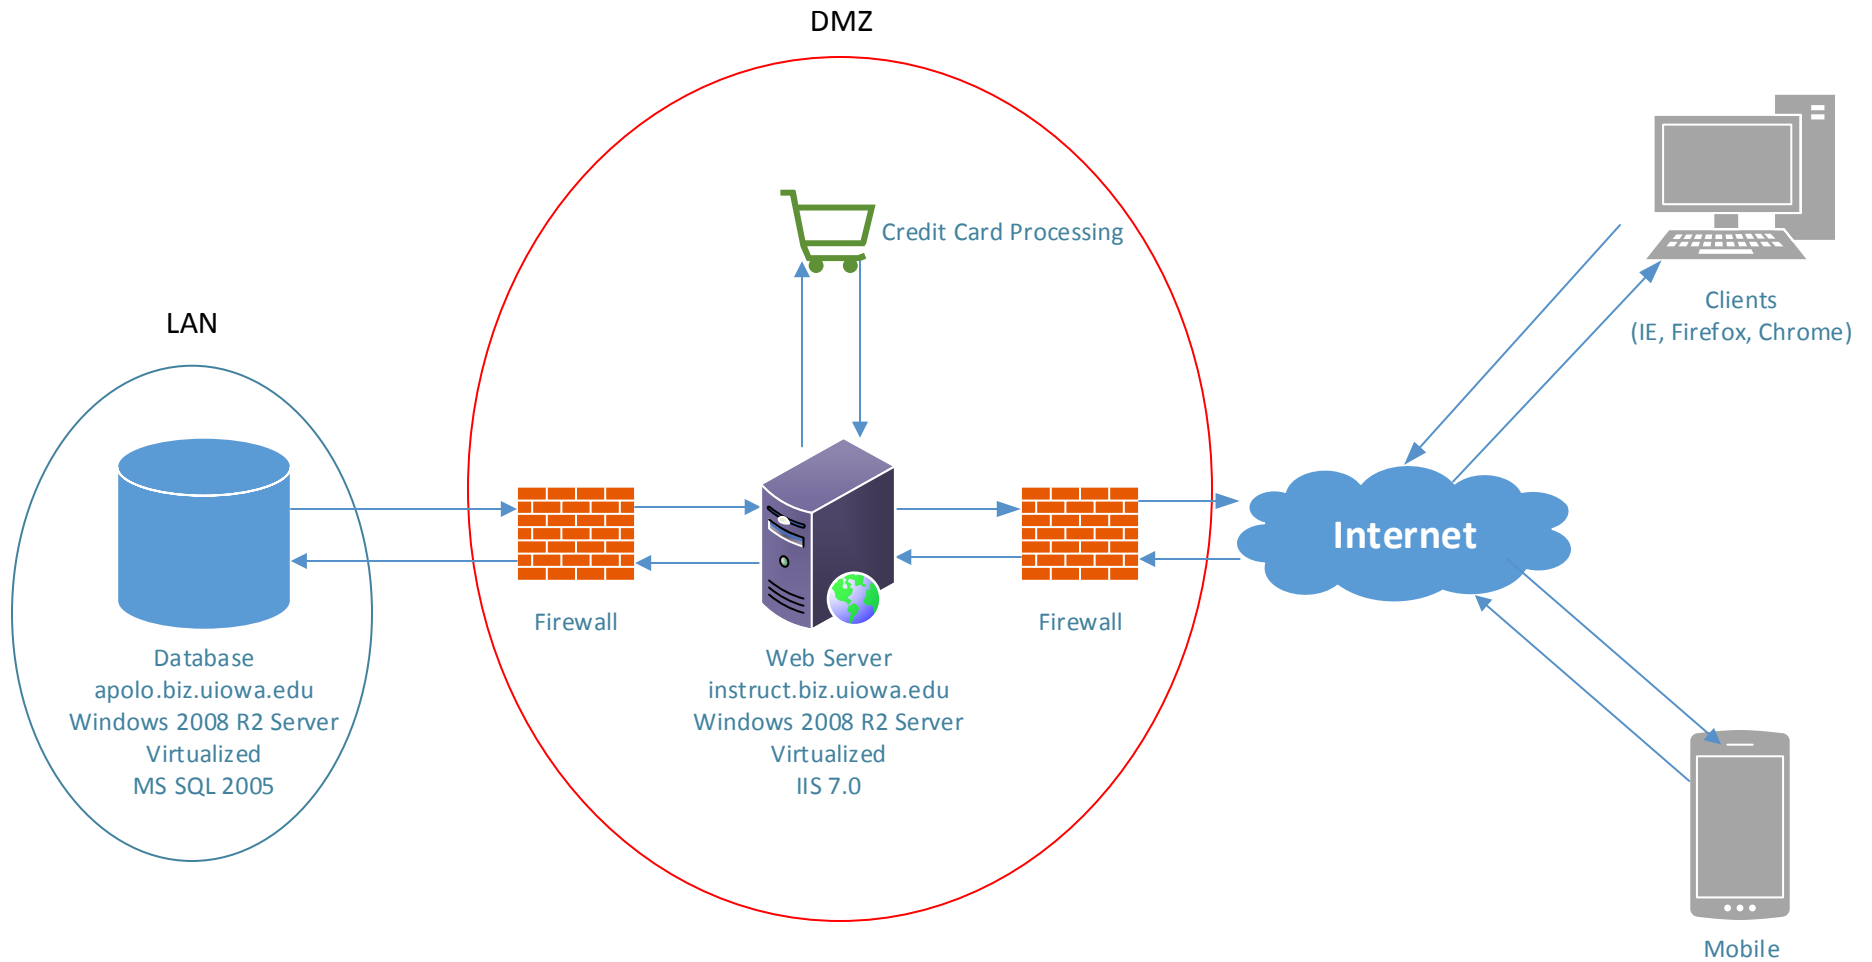 DMZ
Credit Card Processing
Clients
(IE, Firefox, Chrome)
LAN
Internet
Firewall
Firewall
Database
apolo.biz.uiowa.edu
Windows 2008 R2 Server
Virtualized
MS SQL 2005
Web Server
instruct.biz.uiowa.edu
Windows 2008 R2 Server
Virtualized
IIS 7.0
Mobile